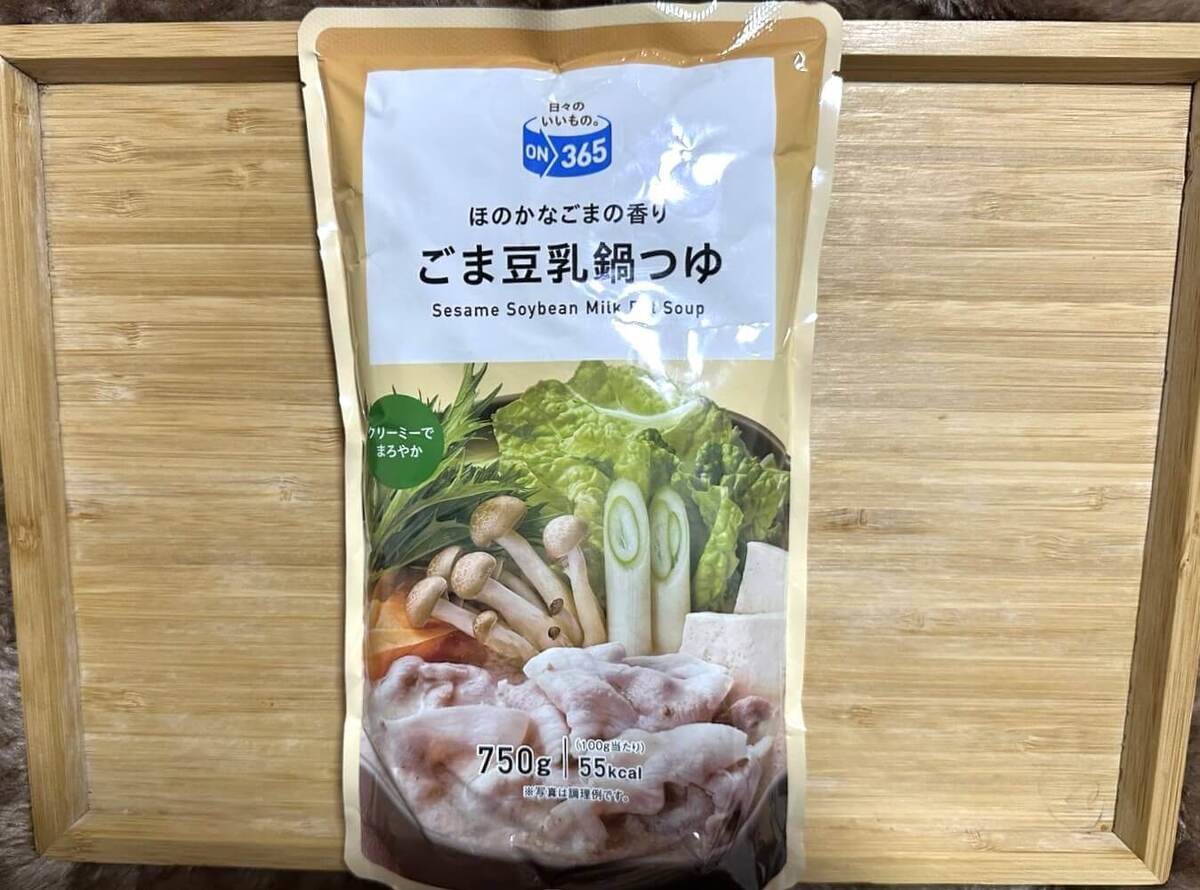 日々の
いいもの。
ON 365
ほのかなごまの香り
ごま豆乳鍋つゆ
Sesame Soybean Milk Soup
クリーミーで
まろやか
750g
(100g当たり)
55kcal
※写真は調理例です。